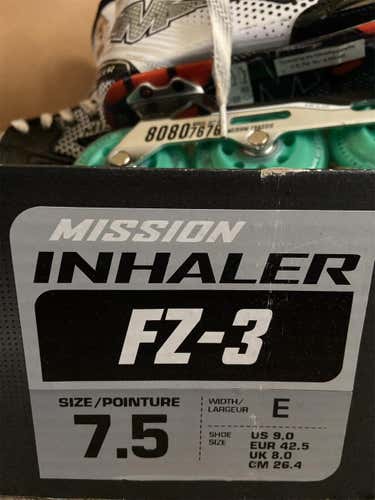 80807676
MISSION
INHALER
FZ-3
SIZE/POINTURE
7.5
WIDTH/
LARGEUR
E
SHOE
SIZE
US 9.0
EUR 42.5
UK 8.0
CM 26.4